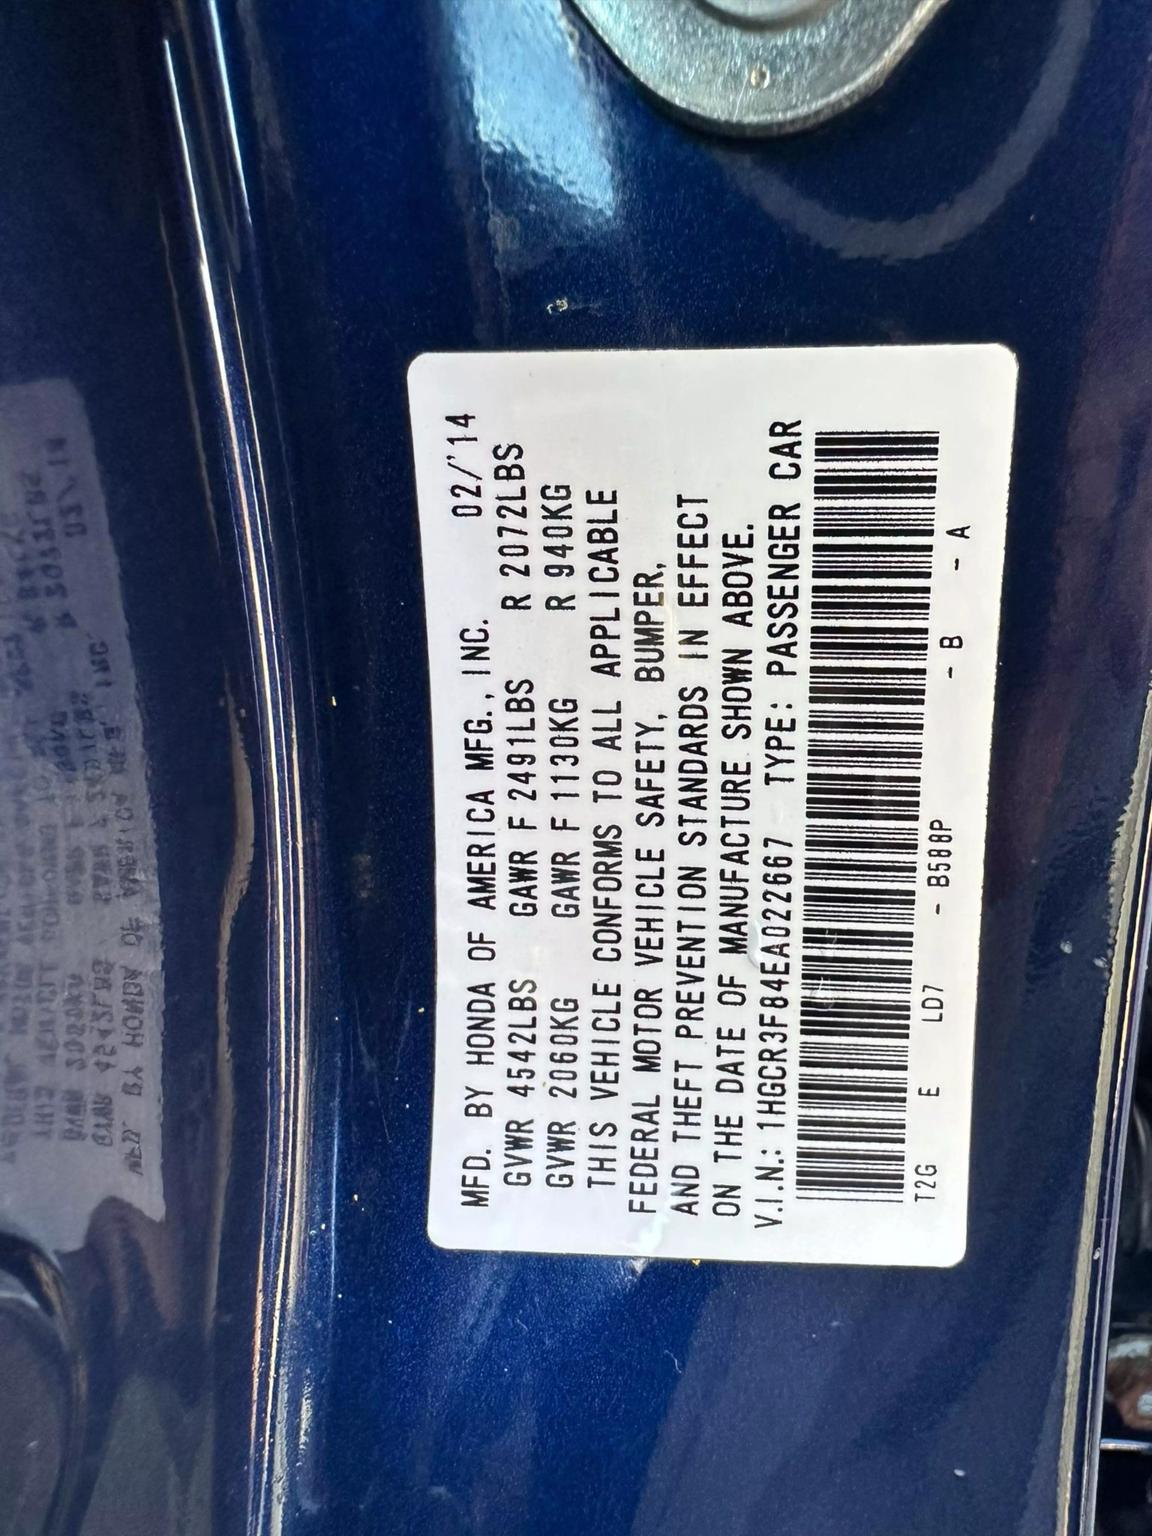 MFD. BY HONDA OF AMERICA MFG., INC. 02/'14
GVWR 4542LBS GAWR F 2491LBS R 2072LBS
GVWR 2060KG GAWR F 1130KG R 940KG
THIS VEHICLE CONFORMS TO ALL APPLICABLE
FEDERAL MOTOR VEHICLE SAFETY, BUMPER,
AND THEFT PREVENTION STANDARDS IN EFFECT
ON THE DATE OF MANUFACTURE SHOWN ABOVE.
V.I.N.: 1HGCR3F84EA022667 TYPE: PASSENGER CAR
T2G E LD7 - B588P - B - A